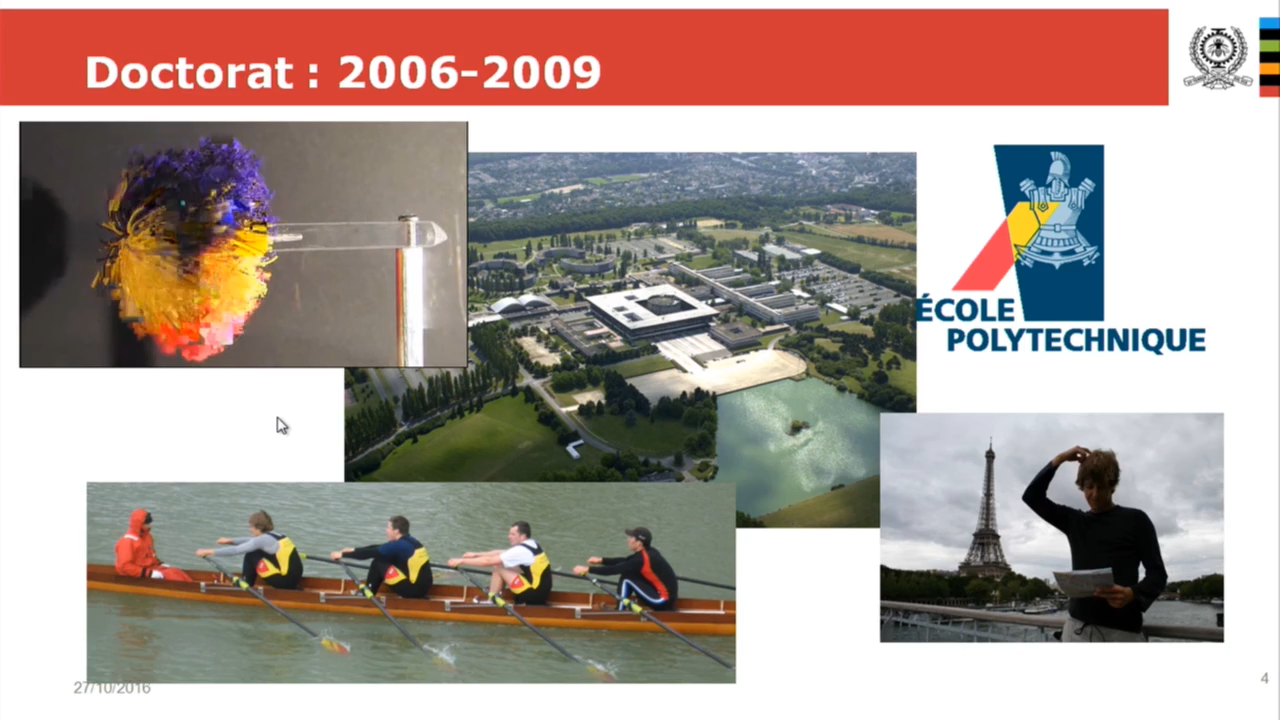 Doctorat : 2006-2009
ÉCOLE
POLYTECHNIQUE
27/10/2016
4